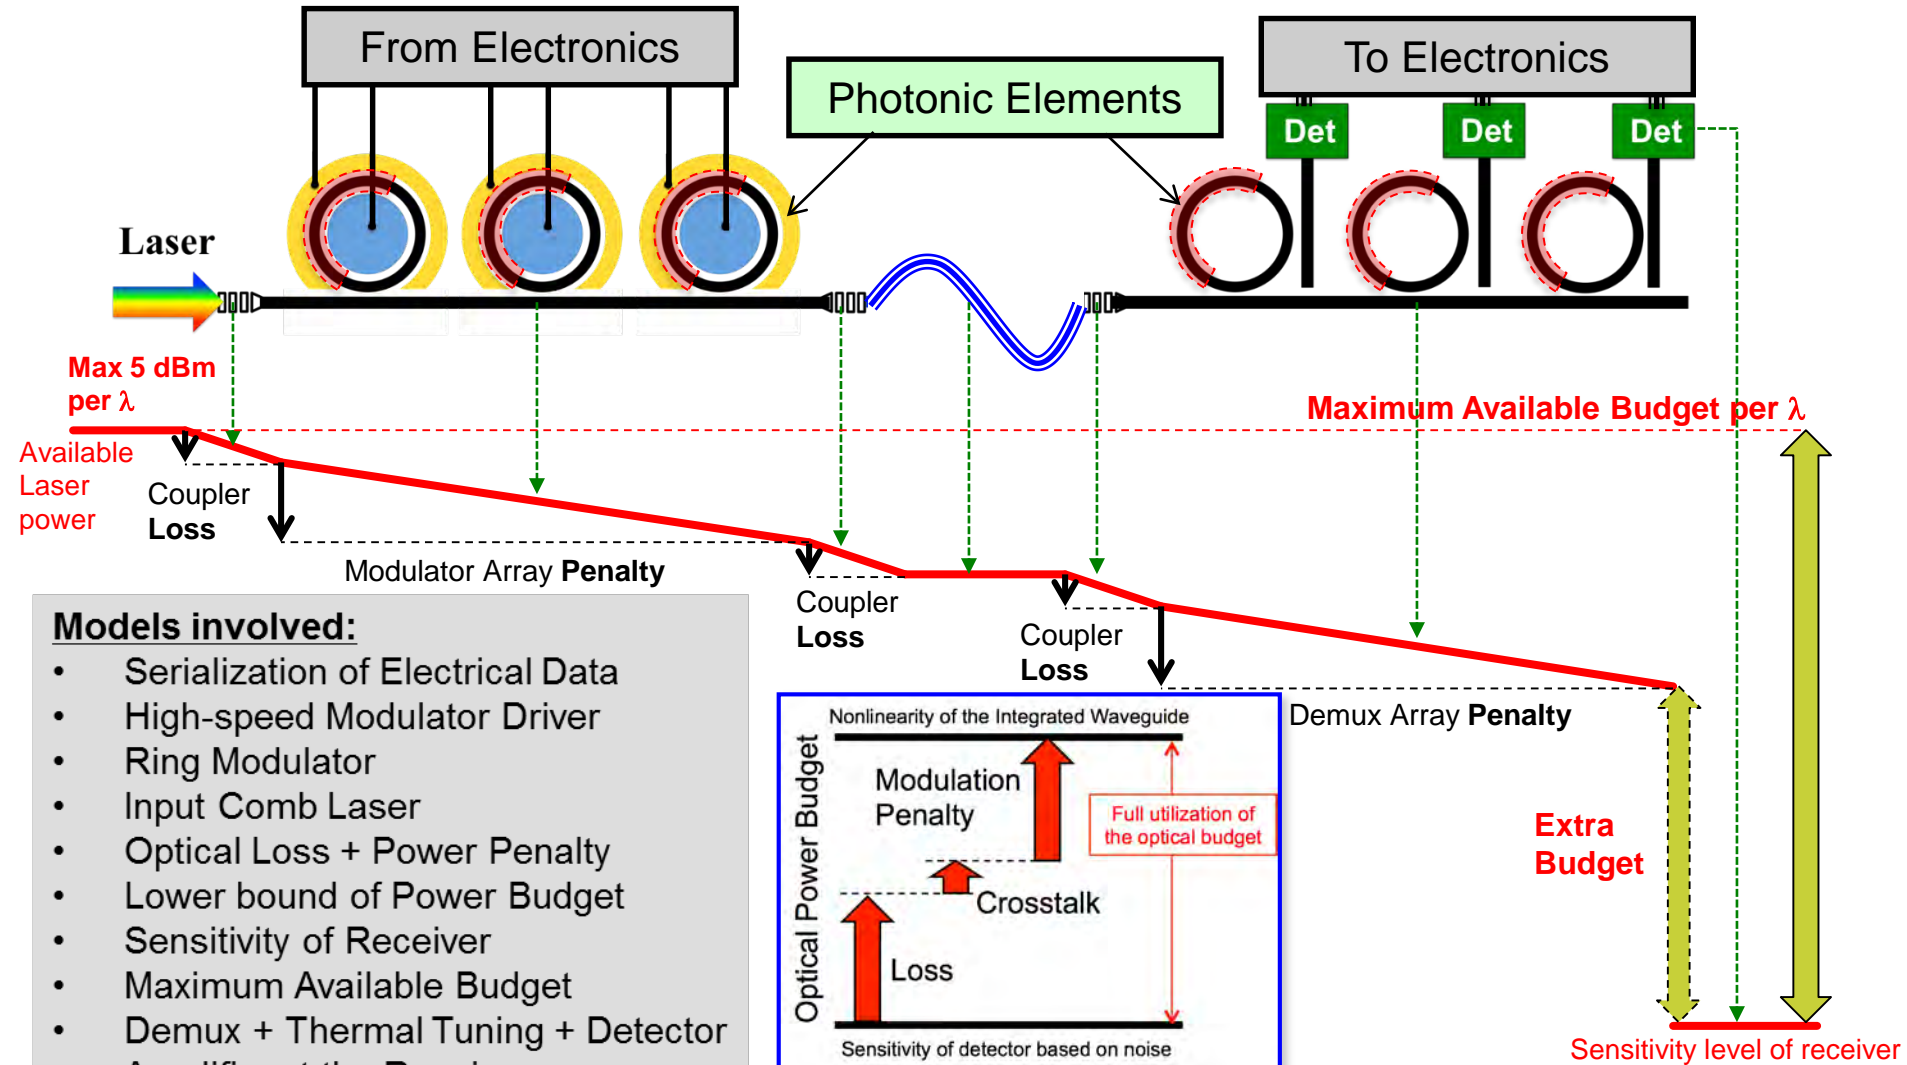 From Electronics
Photonic Elements
To Electronics
Det
Det
Det
Laser
Max 5 dBm
per λ
Maximum Available Budget per λ
Available
Laser
power
Coupler
Loss
Modulator Array Penalty
Coupler
Loss
Coupler
Loss
Demux Array Penalty
Extra
Budget
Sensitivity level of receiver
Models involved:
• Serialization of Electrical Data
• High-speed Modulator Driver
• Ring Modulator
• Input Comb Laser
• Optical Loss + Power Penalty
• Lower bound of Power Budget
• Sensitivity of Receiver
• Maximum Available Budget
• Demux + Thermal Tuning + Detector
Nonlinearity of the Integrated Waveguide
Optical Power Budget
Modulation
Penalty
Full utilization of
the optical budget
Crosstalk
Loss
Sensitivity of detector based on noise